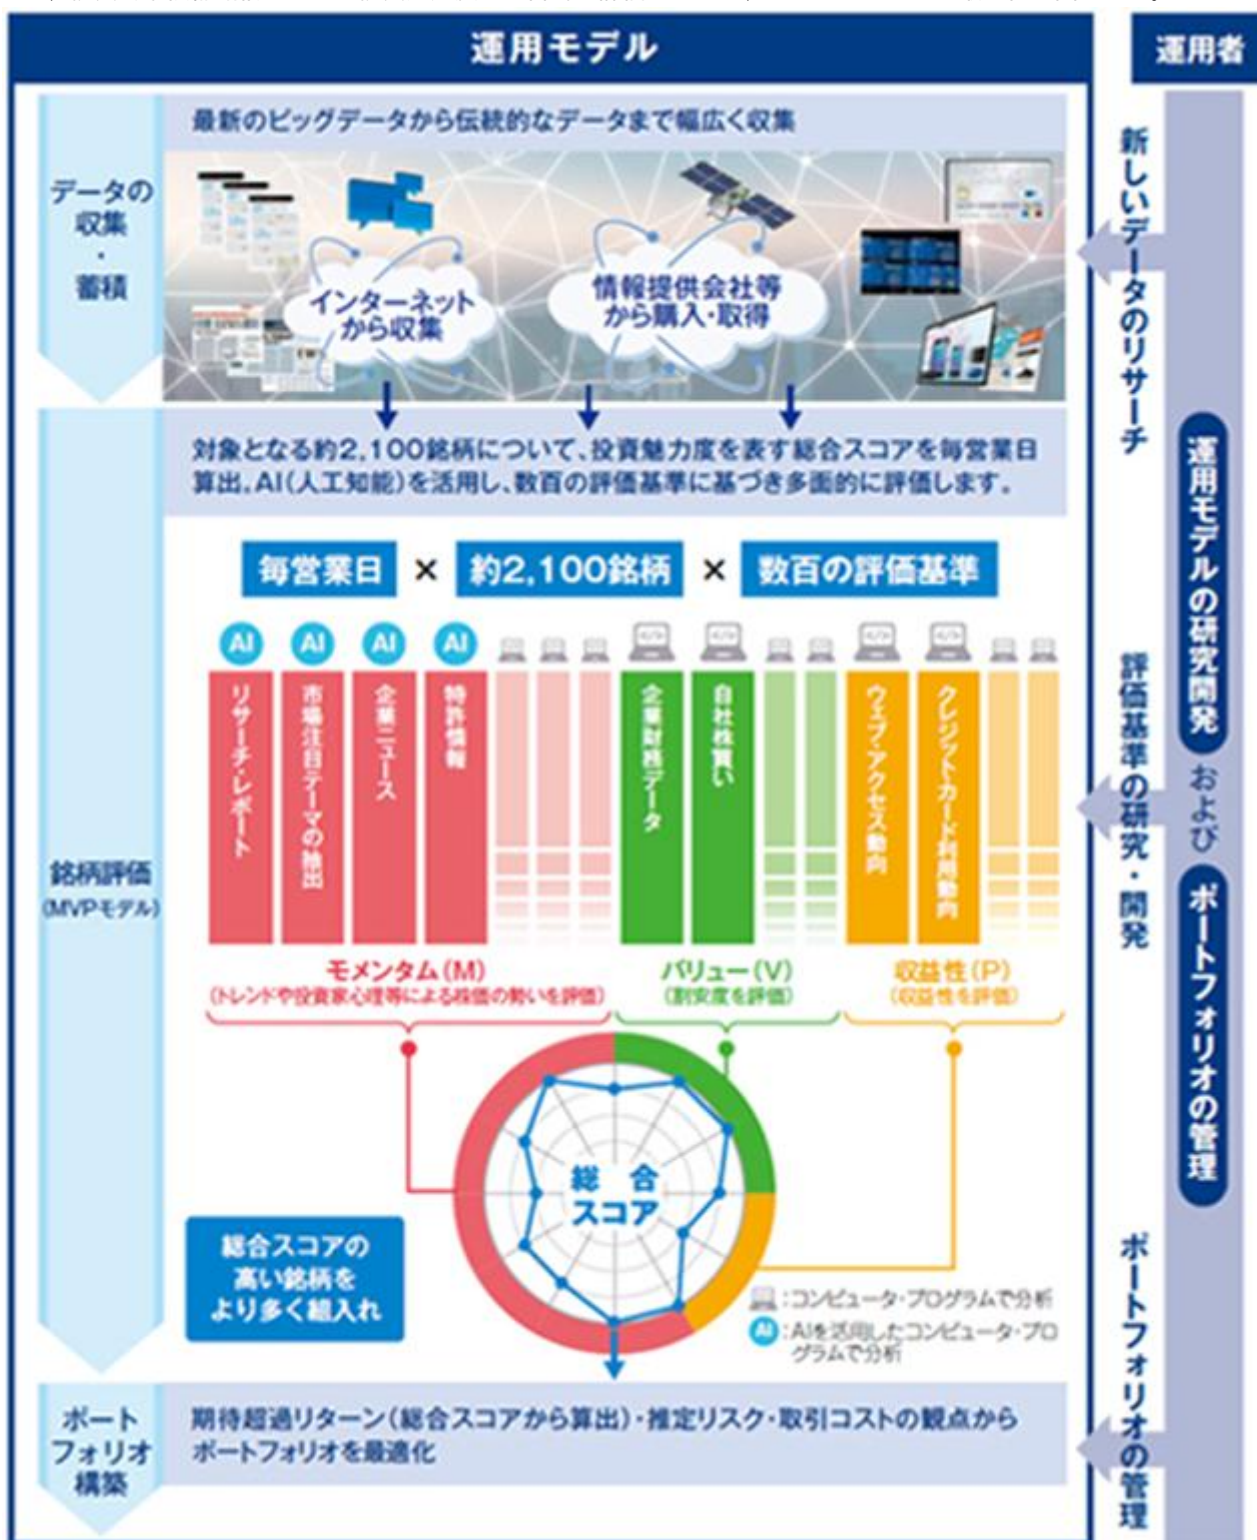 運用モデル
運用者
データの
収集
・
蓄積
最新のビッグデータから伝統的なデータまで幅広く収集
インターネット
から収集
情報提供会社等
から購入・取得
新しいデータのリサーチ
対象となる約2,100銘柄について、投資魅力度を表す総合スコアを毎営業日
算出。AI(人工知能)を活用し、数百の評価基準に基づき多面的に評価します。
毎営業日 × 約2,100銘柄 × 数百の評価基準
AI
AI
AI
AI
リサーチ・レポート
市場注目テーマの抽出
企業ニュース
特許情報
企業財務データ
自社株買い
ウェブ・アクセス動向
クレジットカード利用動向
銘柄評価
(MVPモデル)
モメンタム(M)
(トレンドや投資家心理等による株価の勢いを評価)
バリュー(V)
(割安度を評価)
収益性(P)
(収益性を評価)
評価基準の研究・開発
運用モデルの研究開発
および
ポートフォリオの管理
総合
スコア
総合スコアの
高い銘柄を
より多く組入れ
:コンピュータ・プログラムで分析
AI:AIを活用したコンピュータ・プロ
グラムで分析
ポート
フォリオ
構築
期待超過リターン(総合スコアから算出)・推定リスク・取引コストの観点から
ポートフォリオを最適化
ポートフォリオの管理